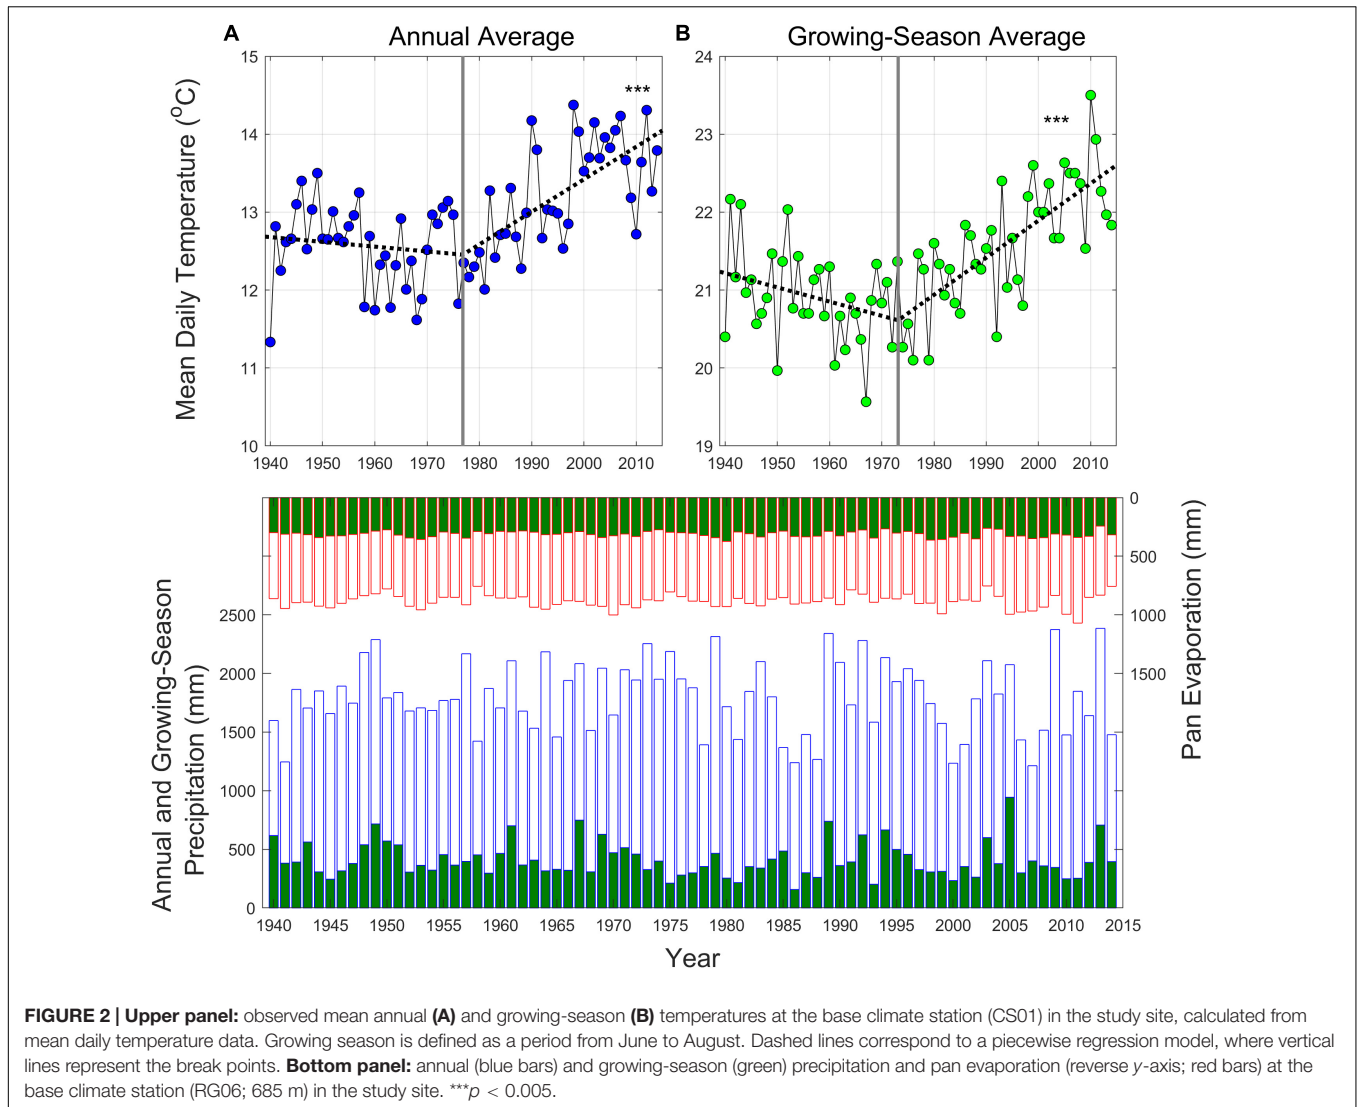 A Annual Average
B Growing-Season Average
Mean Daily Temperature (°C)
15
14
13
12
11
10
***
1940 1950 1960 1970 1980 1990 2000 2010
24
23
22
21
20
19
***
1940 1950 1960 1970 1980 1990 2000 2010
Annual and Growing-Season
Precipitation (mm)
2500
2000
1500
1000
500
0
0
500
1000
1500
Pan Evaporation (mm)
1940 1945 1950 1955 1960 1965 1970 1975 1980 1985 1990 1995 2000 2005 2010 2015
Year
FIGURE 2 | Upper panel: observed mean annual (A) and growing-season (B) temperatures at the base climate station (CS01) in the study site, calculated from
mean daily temperature data. Growing season is defined as a period from June to August. Dashed lines correspond to a piecewise regression model, where vertical
lines represent the break points. Bottom panel: annual (blue bars) and growing-season (green) precipitation and pan evaporation (reverse y-axis; red bars) at the
base climate station (RG06; 685 m) in the study site. ***p < 0.005.